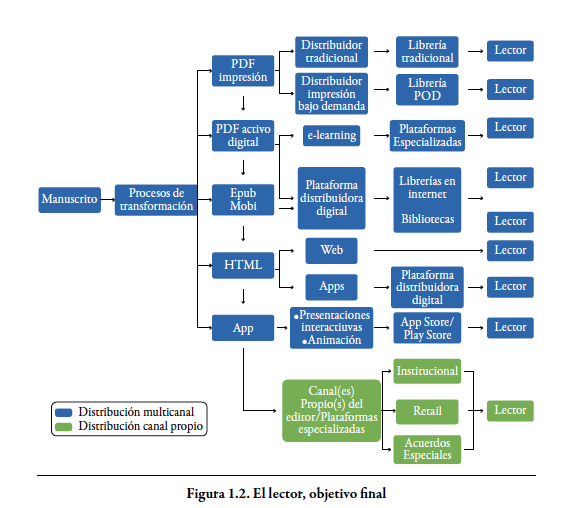 Manuscrito
Procesos de
transformación
PDF
impresión
Distribuidor
tradicional
Librería
tradicional
Lector
Distribuidor
impresión
bajo demanda
Librería
POD
Lector
PDF activo
digital
e-learning
Plataformas
Especializadas
Lector
Epub
Mobi
Plataforma
distribuidora
digital
Librerías en
internet
Bibliotecas
Lector
Lector
HTML
Web
Lector
Apps
Plataforma
distribuidora
digital
Lector
App
●Presentaciones
interactiuvas
●Animación
App Store/
Play Store
Lector
Canal(es)
Propio(s) del
editor/Plataformas
especializadas
Institucional
Retail
Acuerdos
Especiales
Lector
Distribución multicanal
Distribución canal propio
Figura 1.2. El lector, objetivo final